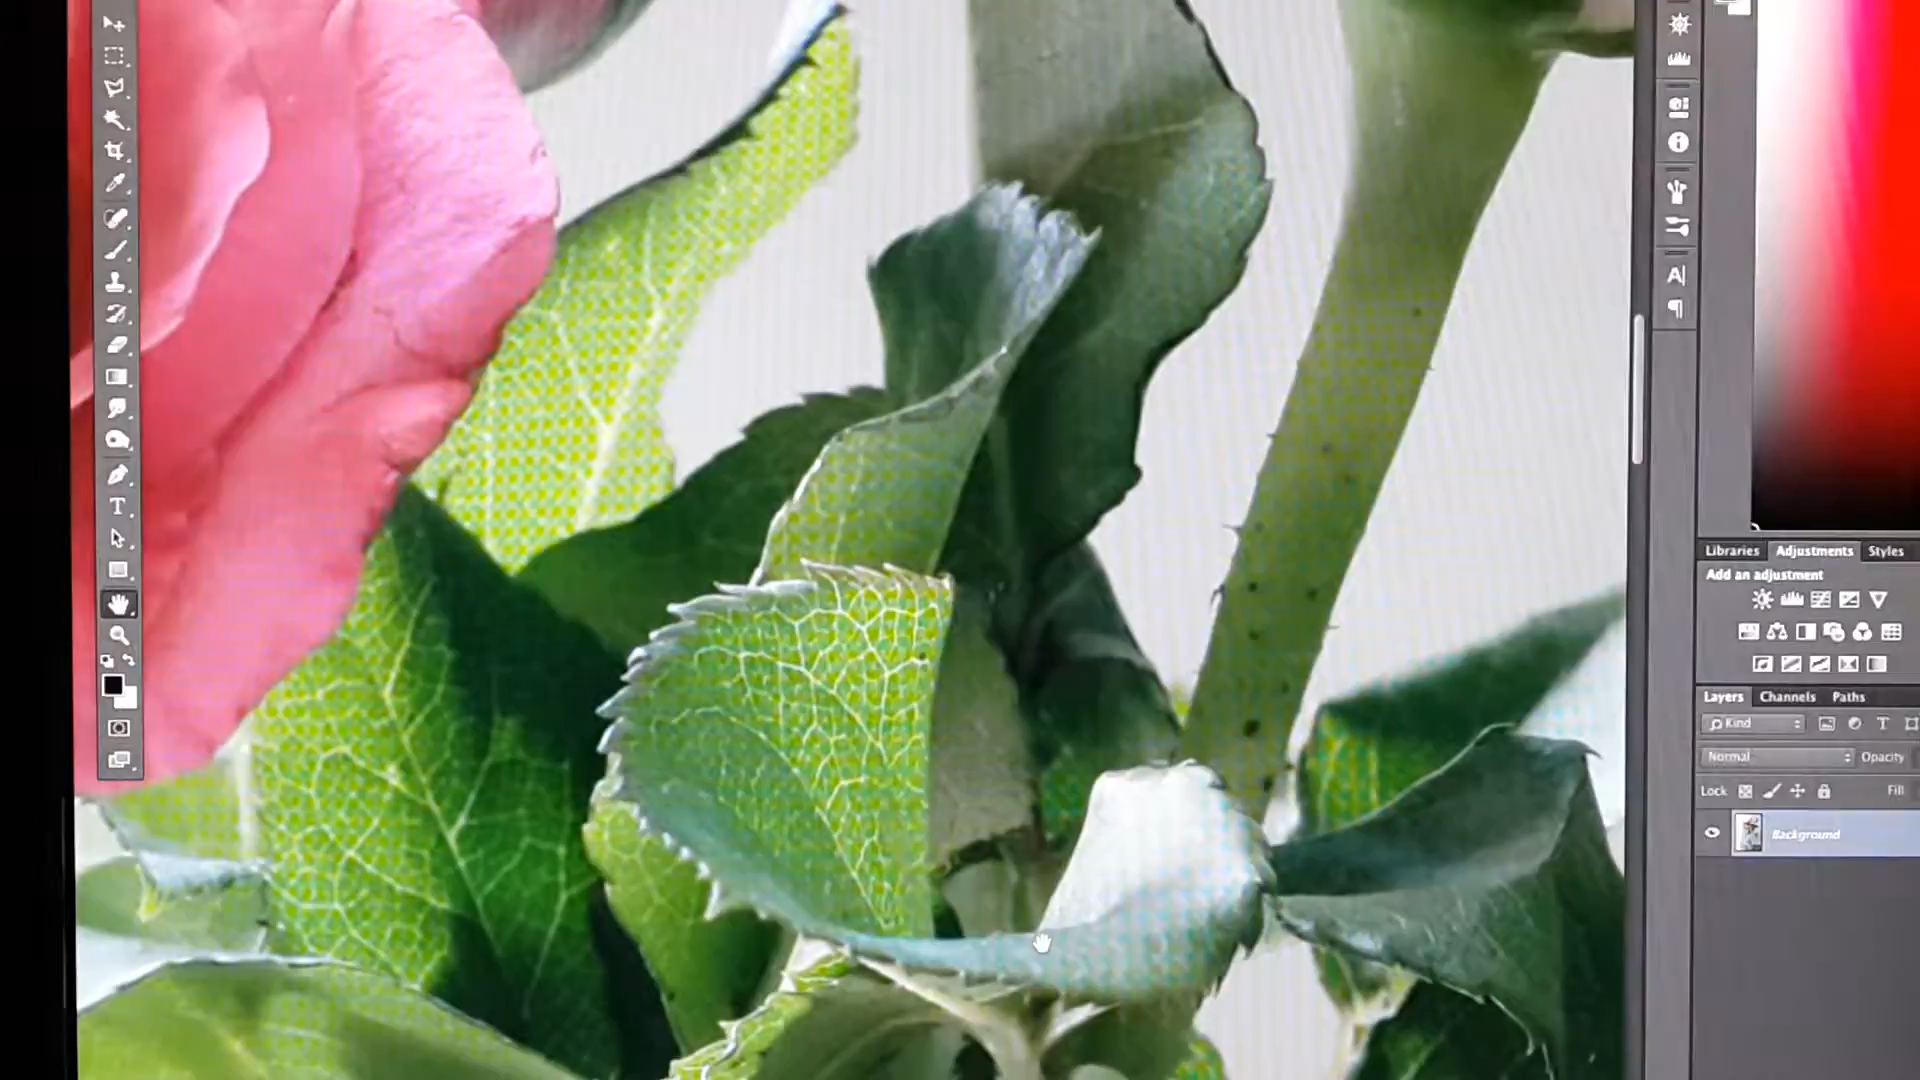 Libraries Adjustments Styles
Add an adjustment
Layers Channels Paths
Kind
Normal Opacity
Lock Fill
Background